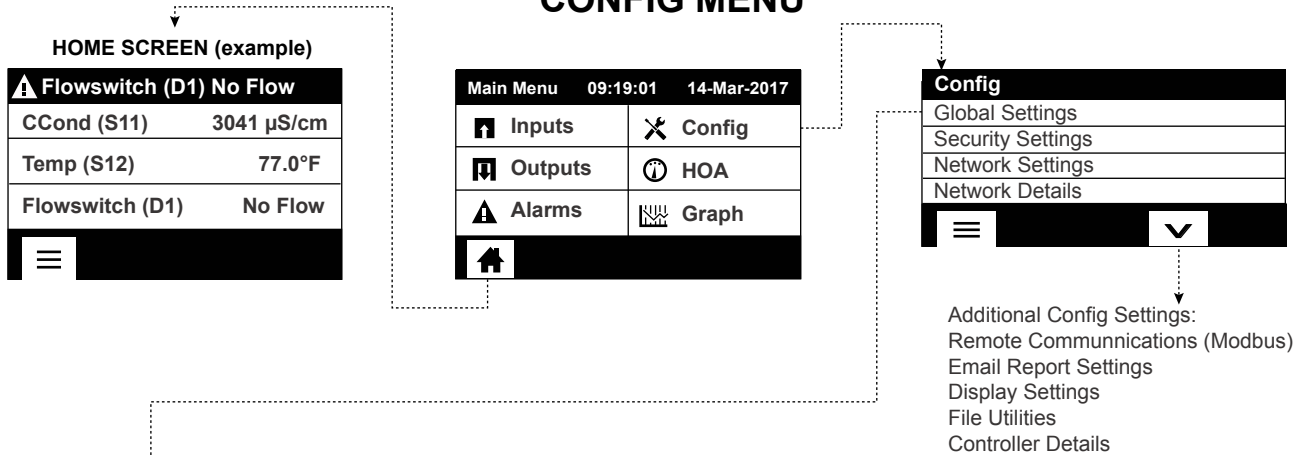 CONFIG MENU
HOME SCREEN (example)
Flowswitch (D1) No Flow
CCond (S11) 3041 µS/cm
Temp (S12) 77.0°F
Flowswitch (D1) No Flow
Main Menu 09:19:01 14-Mar-2017
Inputs Config
Outputs HOA
Alarms Graph
Config
Global Settings
Security Settings
Network Settings
Network Details
Additional Config Settings:
Remote Communnications (Modbus)
Email Report Settings
Display Settings
File Utilities
Controller Details